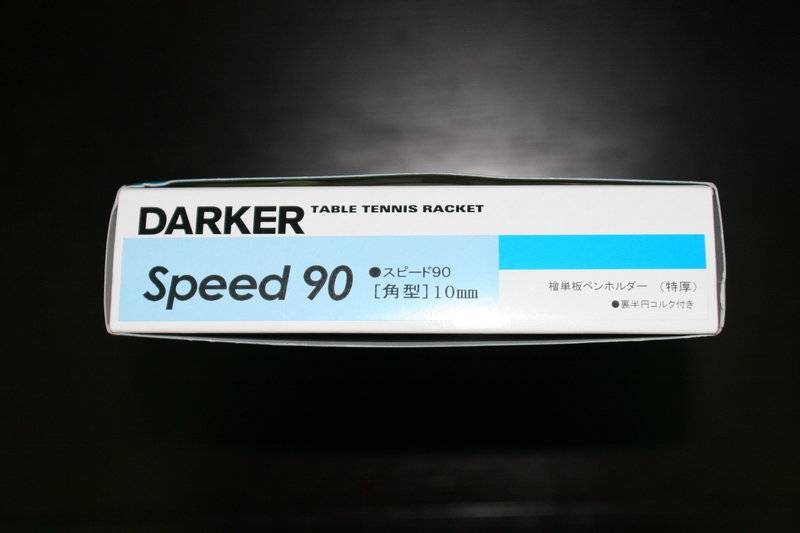 DARKER TABLE TENNIS RACKET
Speed 90
●スピード90
[角型]10mm
檜単板ペンホルダー (特厚)
●裏半円コルク付き